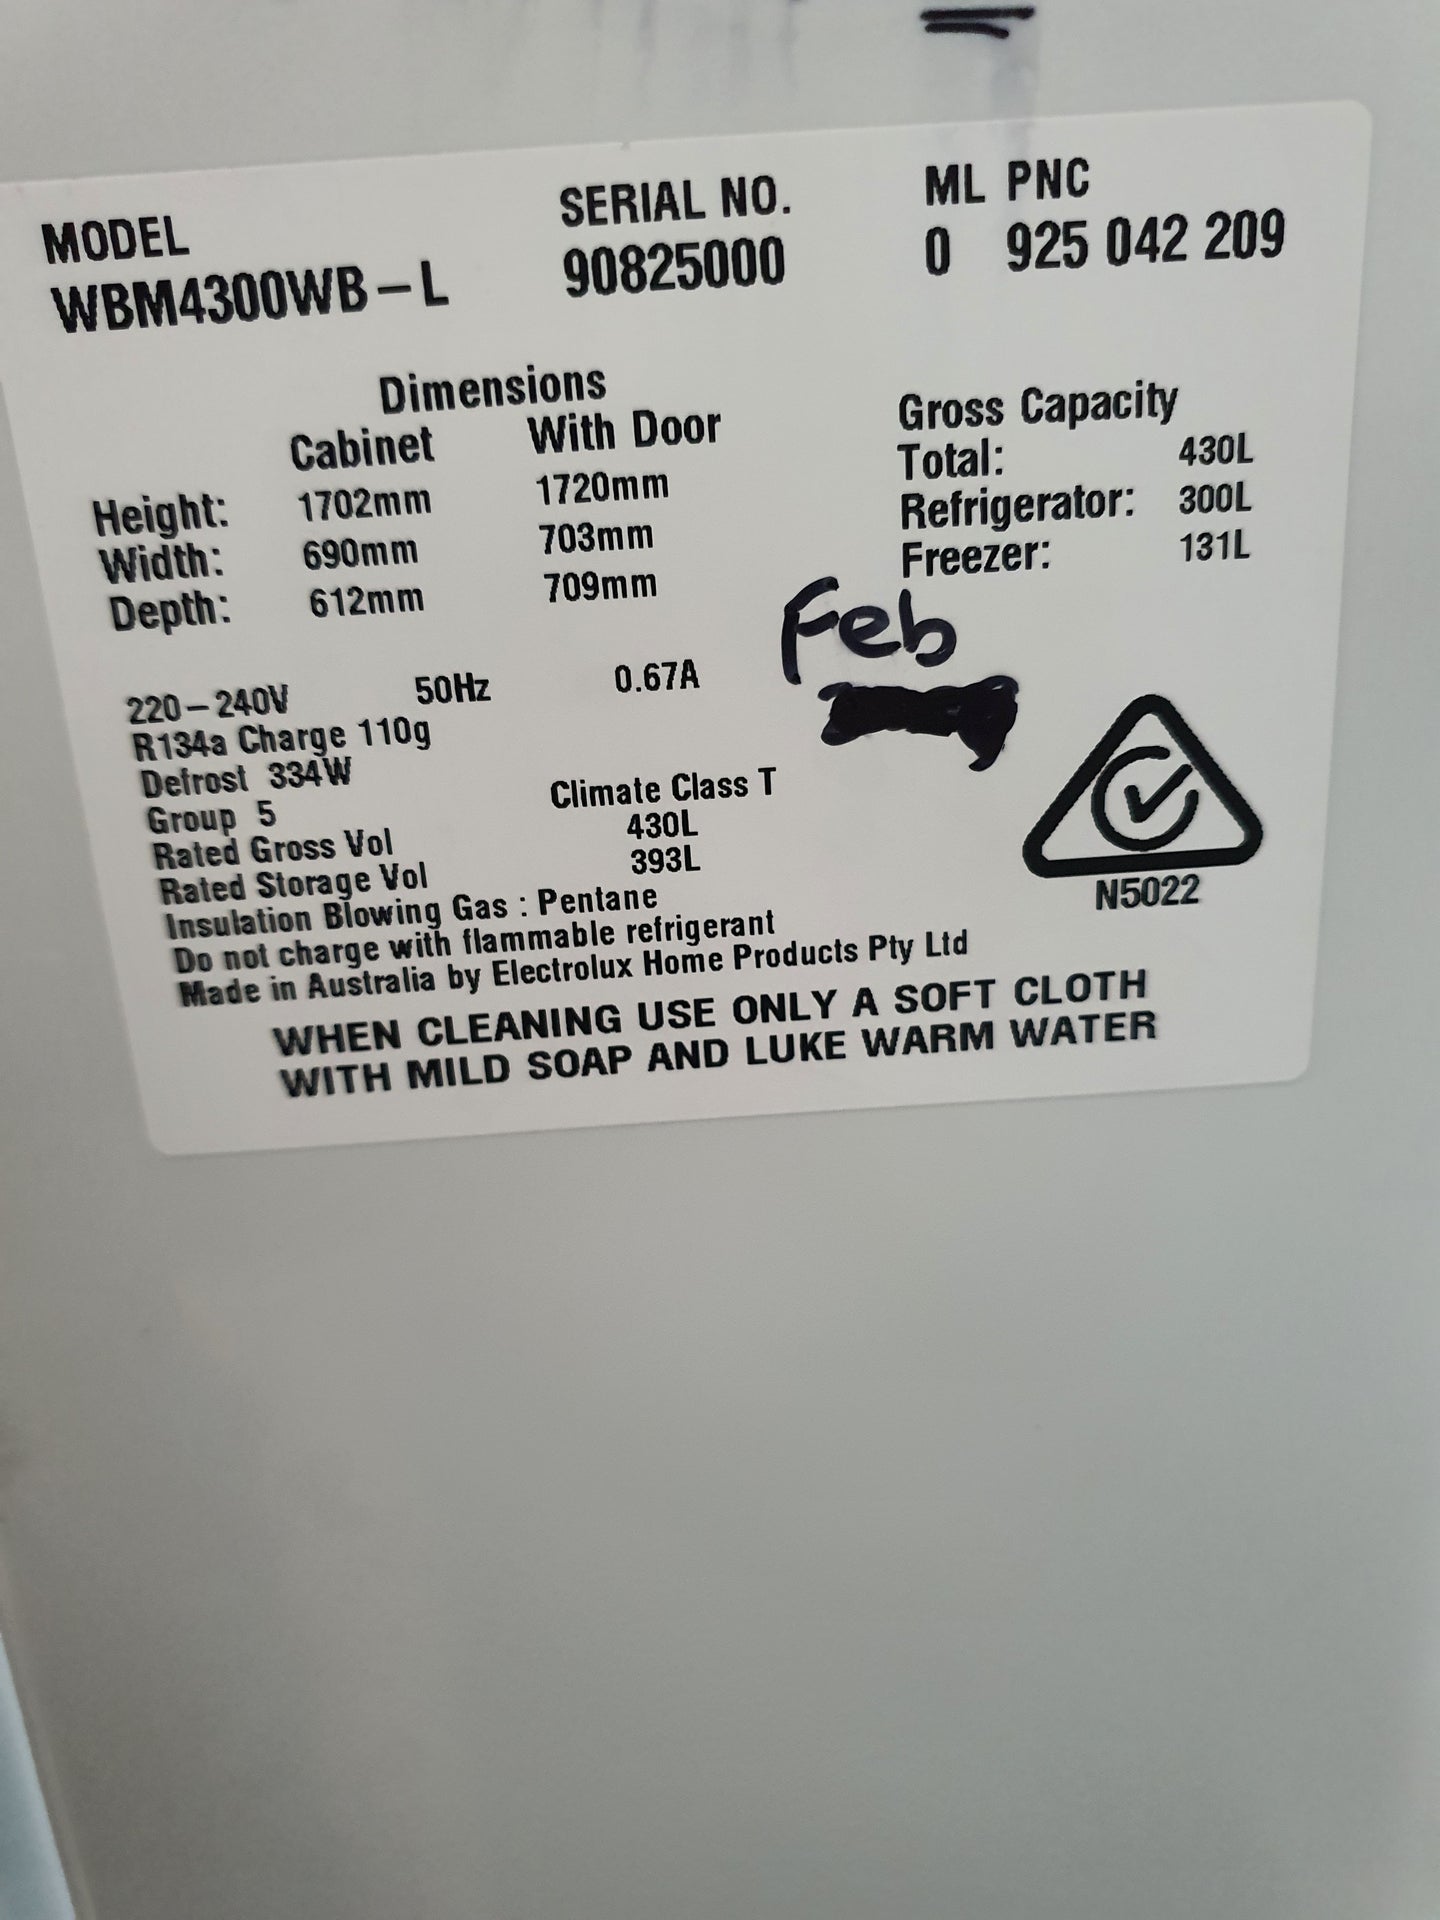 MODEL SERIAL NO. ML PNC
WBM4300WB-L 90825000 0 925 042 209
Dimensions
Cabinet With Door
Height: 1702mm 1720mm
Width: 690mm 703mm
Depth: 612mm 709mm
Gross Capacity
Total: 430L
Refrigerator: 300L
Freezer: 131L
Feb
220-240V 50Hz 0.67A
R134a Charge 110g
Defrost 334W
Group 5 Climate Class T
Rated Gross Vol 430L
Rated Storage Vol 393L
Insulation Blowing Gas : Pentane
Do not charge with flammable refrigerant
Made in Australia by Electrolux Home Products Pty Ltd
N5022
WHEN CLEANING USE ONLY A SOFT CLOTH
WITH MILD SOAP AND LUKE WARM WATER